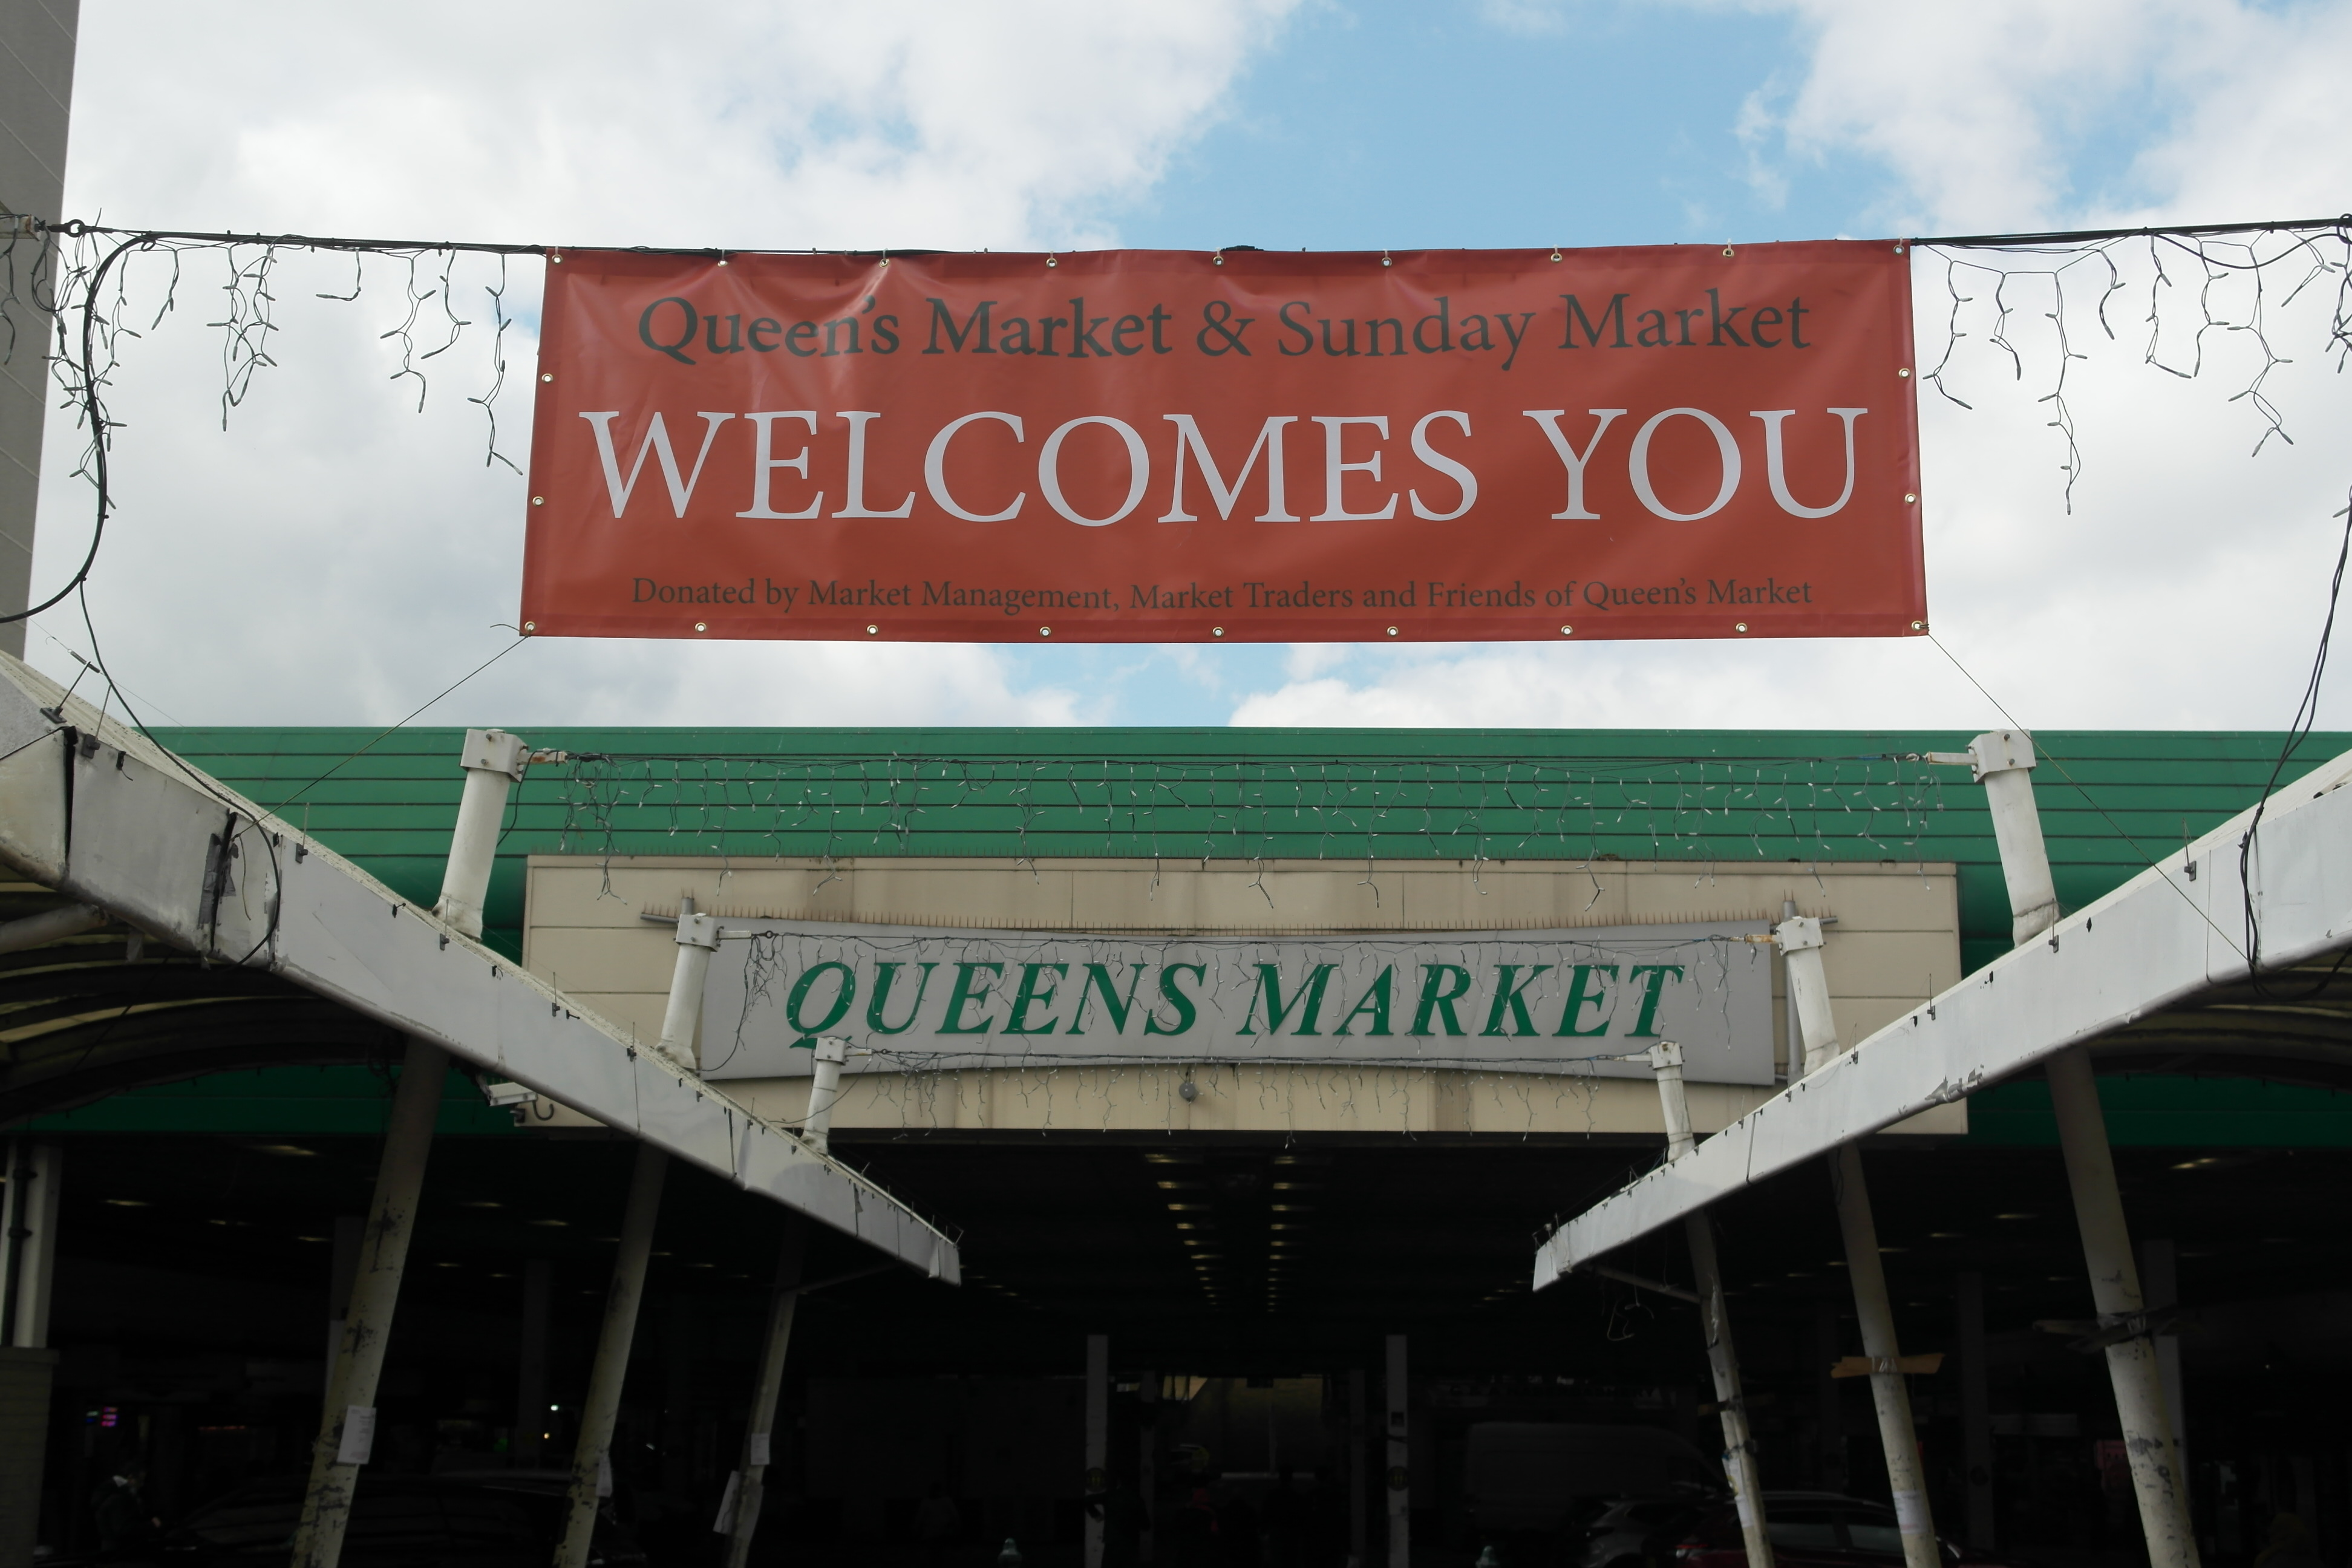 Queen's Market & Sunday Market
WELCOMES YOU
Donated by Market Management, Market Traders and Friends of Queen's Market
QUEENS MARKET